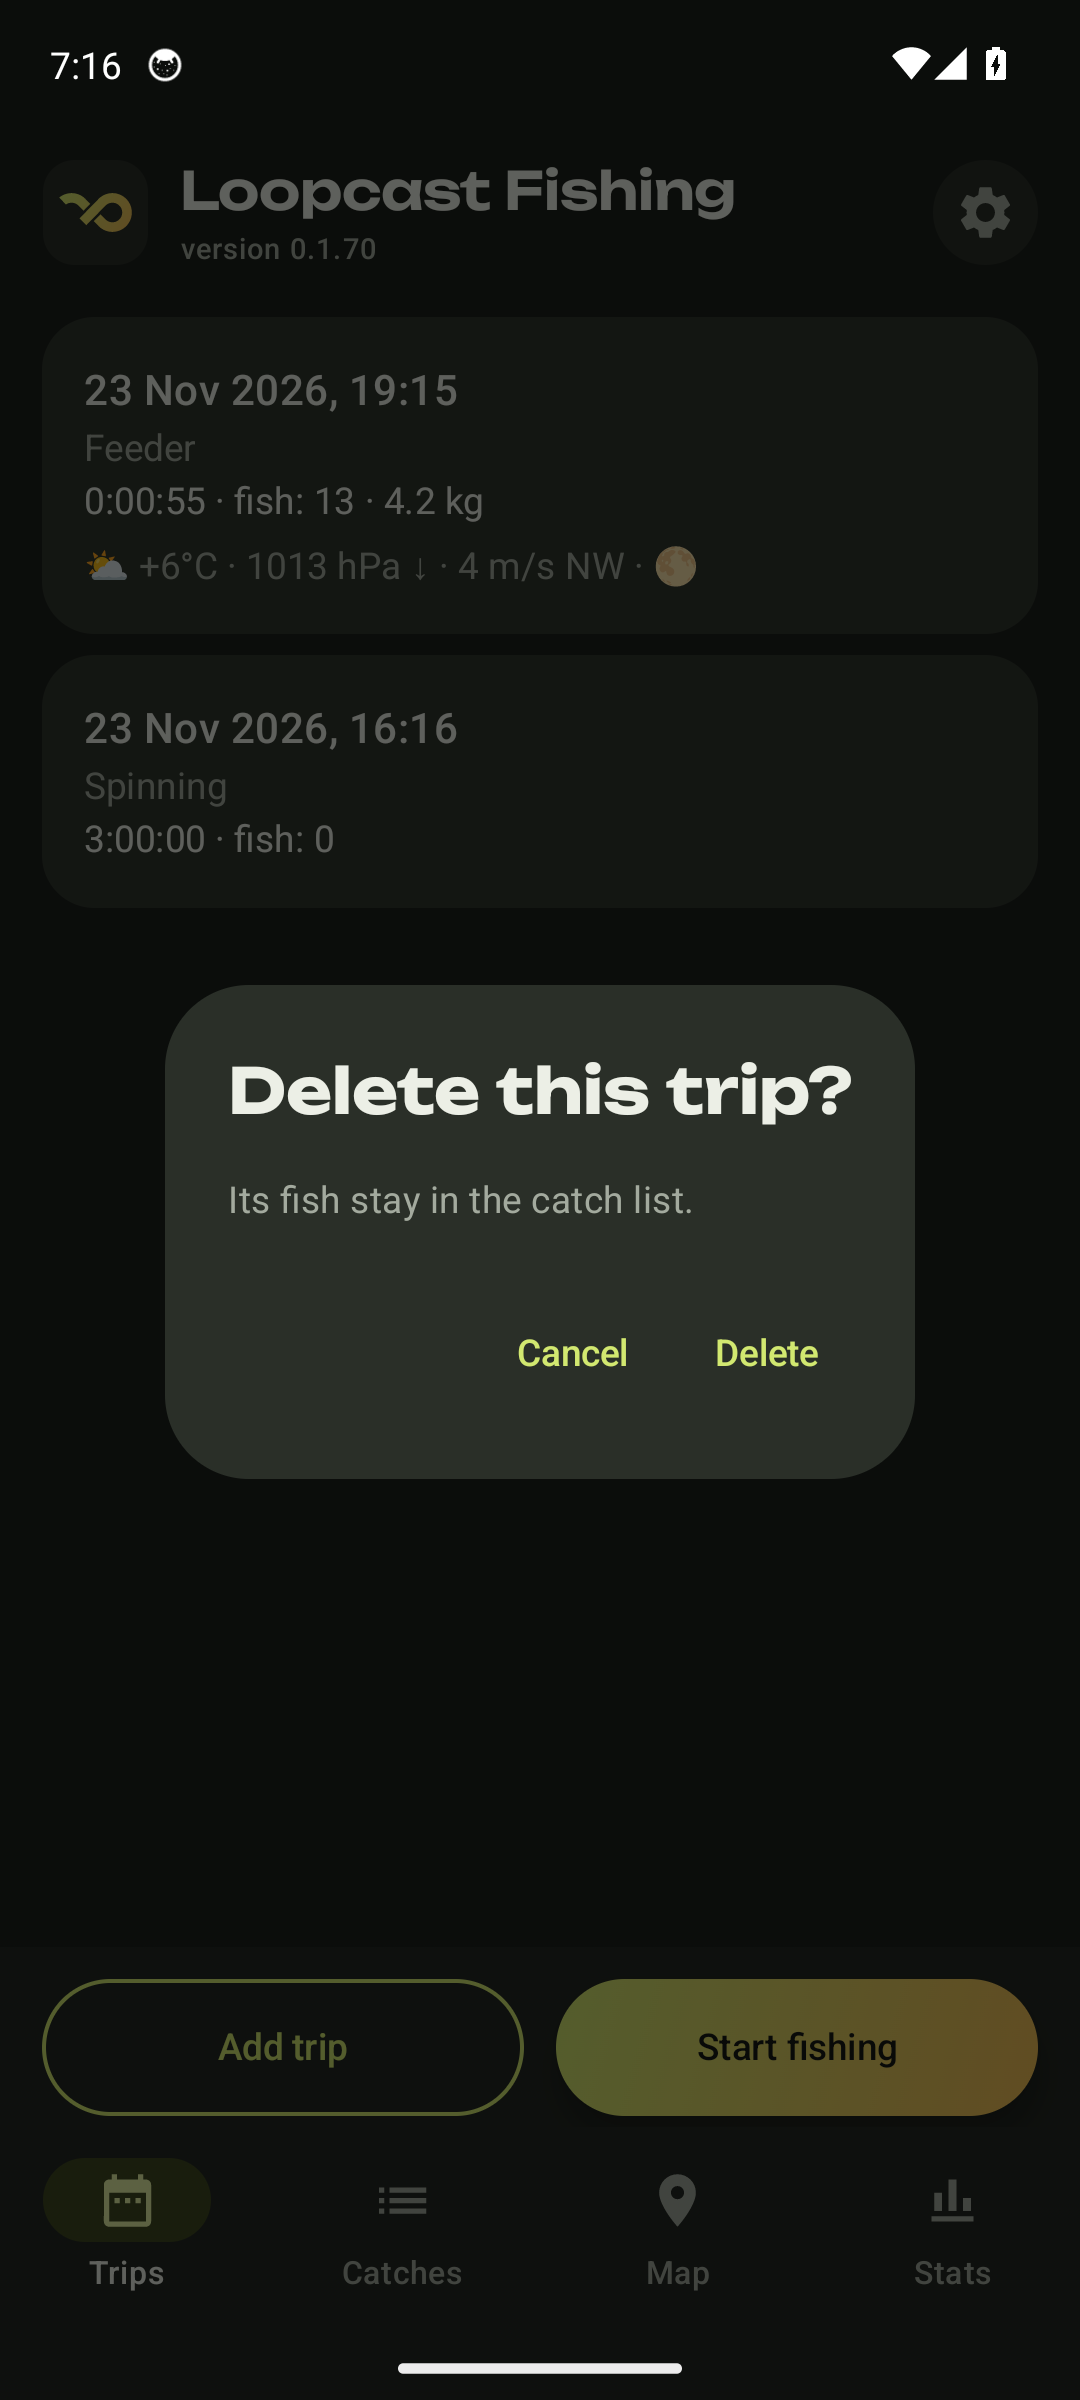 7:16
Loopcast Fishing
version 0.1.70
23 Nov 2026, 19:15
Feeder
0:00:55 · fish: 13 · 4.2 kg
+6°C · 1013 hPa ↓ · 4 m/s NW ·
23 Nov 2026, 16:16
Spinning
3:00:00 · fish: 0
Delete this trip?
Its fish stay in the catch list.
Cancel Delete
Add trip Start fishing
Trips Catches Map Stats